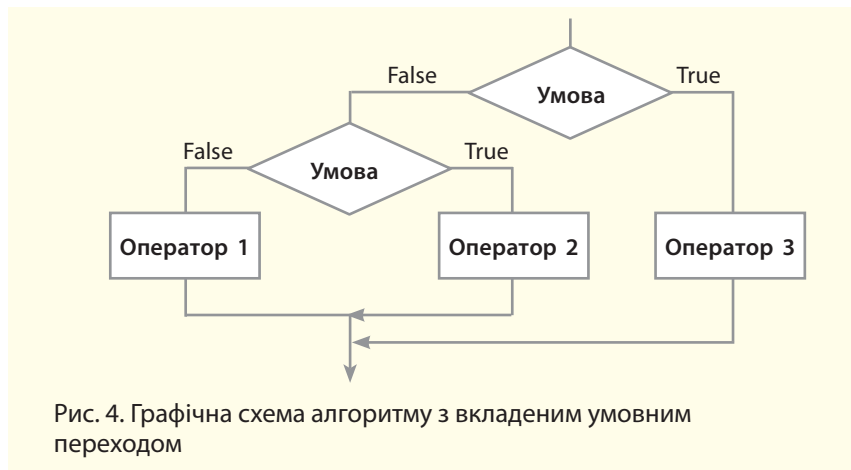 False
True
Умова
False
True
Умова
Оператор 1
Оператор 2
Оператор 3
Рис. 4. Графічна схема алгоритму з вкладеним умовним
переходом